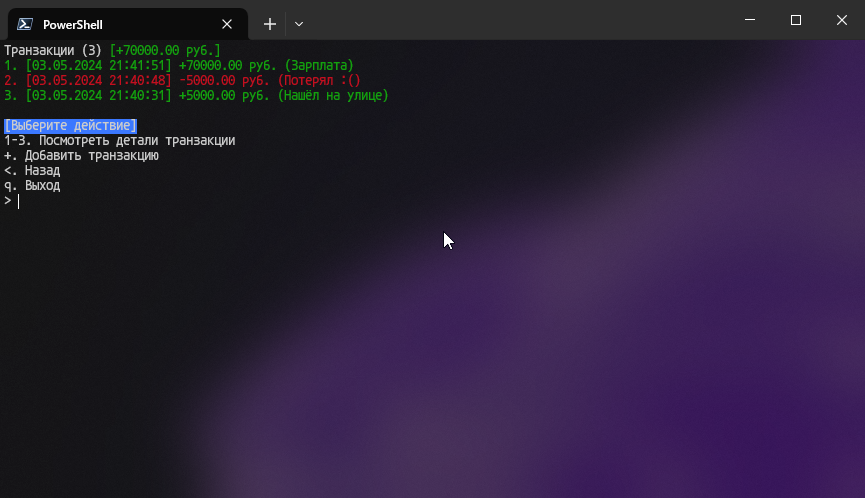 PowerShell
Транзакции (3) [+70000.00 руб.]
1. [03.05.2024 21:41:51] +70000.00 руб. (Зарплата)
2. [03.05.2024 21:40:48] -5000.00 руб. (Потерял :()
3. [03.05.2024 21:40:31] +5000.00 руб. (Нашёл на улице)
[Выберите действие]
1-3. Посмотреть детали транзакции
+. Добавить транзакцию
<. Назад
q. Выход
>